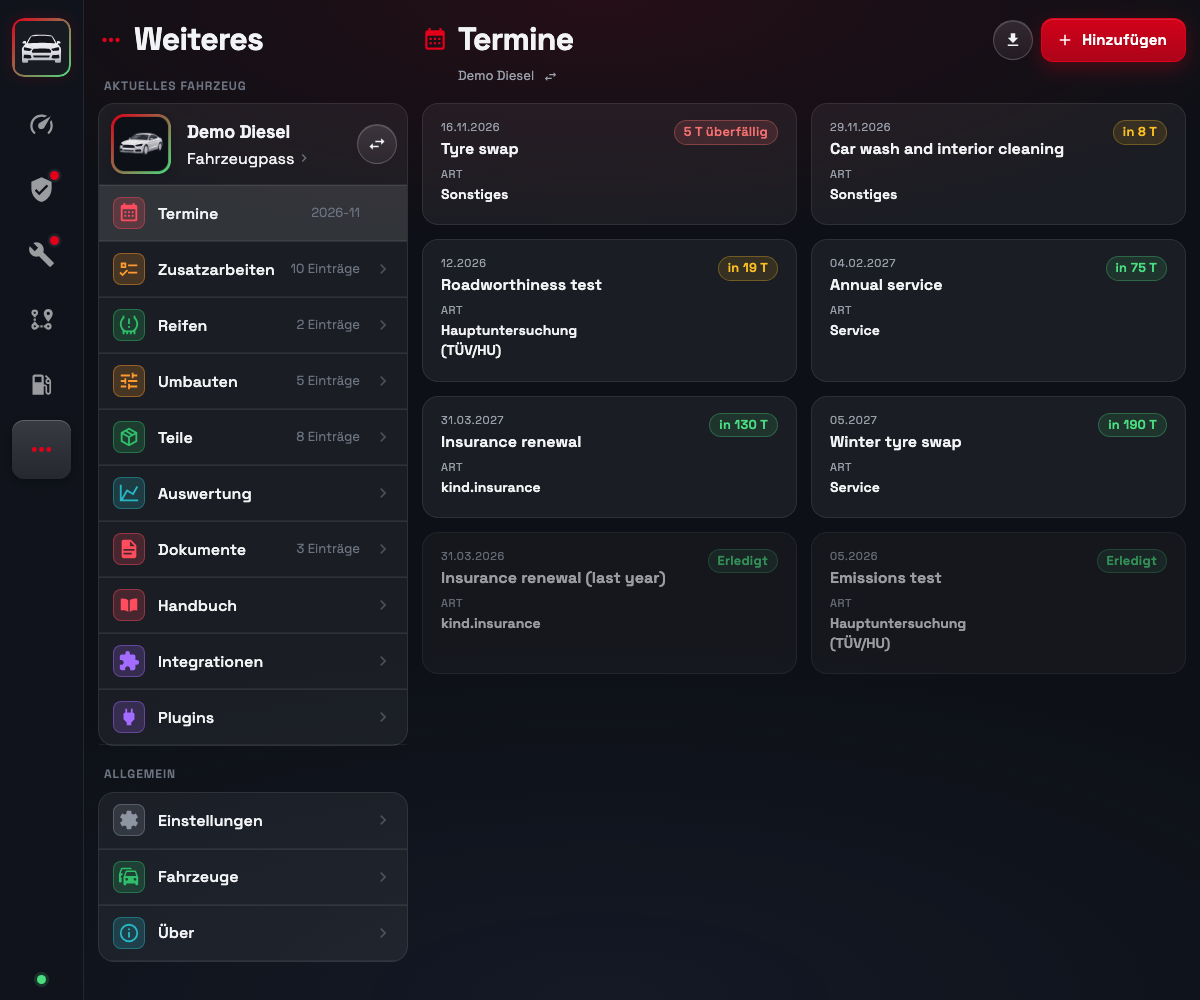 Weiteres
AKTUELLES FAHRZEUG
Demo Diesel
Fahrzeugpass
Termine
2026-11
Zusatzarbeiten
10 Einträge
Reifen
2 Einträge
Umbauten
5 Einträge
Teile
8 Einträge
Auswertung
Dokumente
3 Einträge
Handbuch
Integrationen
Plugins
ALLGEMEIN
Einstellungen
Fahrzeuge
Über
Termine
Demo Diesel
Hinzufügen
16.11.2026
5 T überfällig
Tyre swap
ART
Sonstiges
29.11.2026
in 8 T
Car wash and interior cleaning
ART
Sonstiges
12.2026
in 19 T
Roadworthiness test
ART
Hauptuntersuchung
(TÜV/HU)
04.02.2027
in 75 T
Annual service
ART
Service
31.03.2027
in 130 T
Insurance renewal
ART
kind.insurance
05.2027
in 190 T
Winter tyre swap
ART
Service
31.03.2026
Erledigt
Insurance renewal (last year)
ART
kind.insurance
05.2026
Erledigt
Emissions test
ART
Hauptuntersuchung
(TÜV/HU)